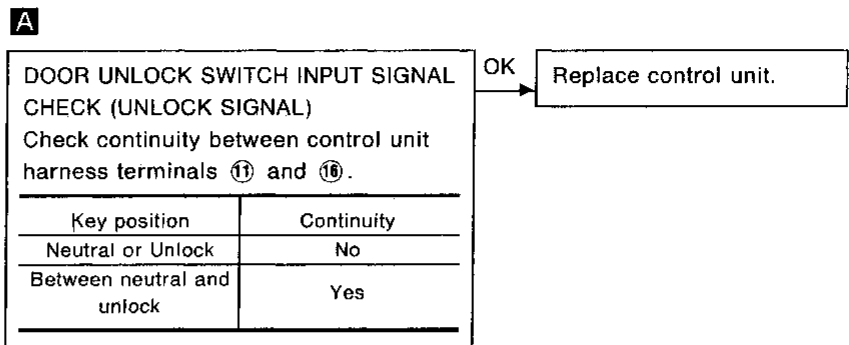 A
DOOR UNLOCK SWITCH INPUT SIGNAL
CHECK (UNLOCK SIGNAL)
Check continuity between control unit
harness terminals ⑪ and ⑯.
Key position Continuity
Neutral or Unlock No
Between neutral and
unlock Yes
OK
Replace control unit.